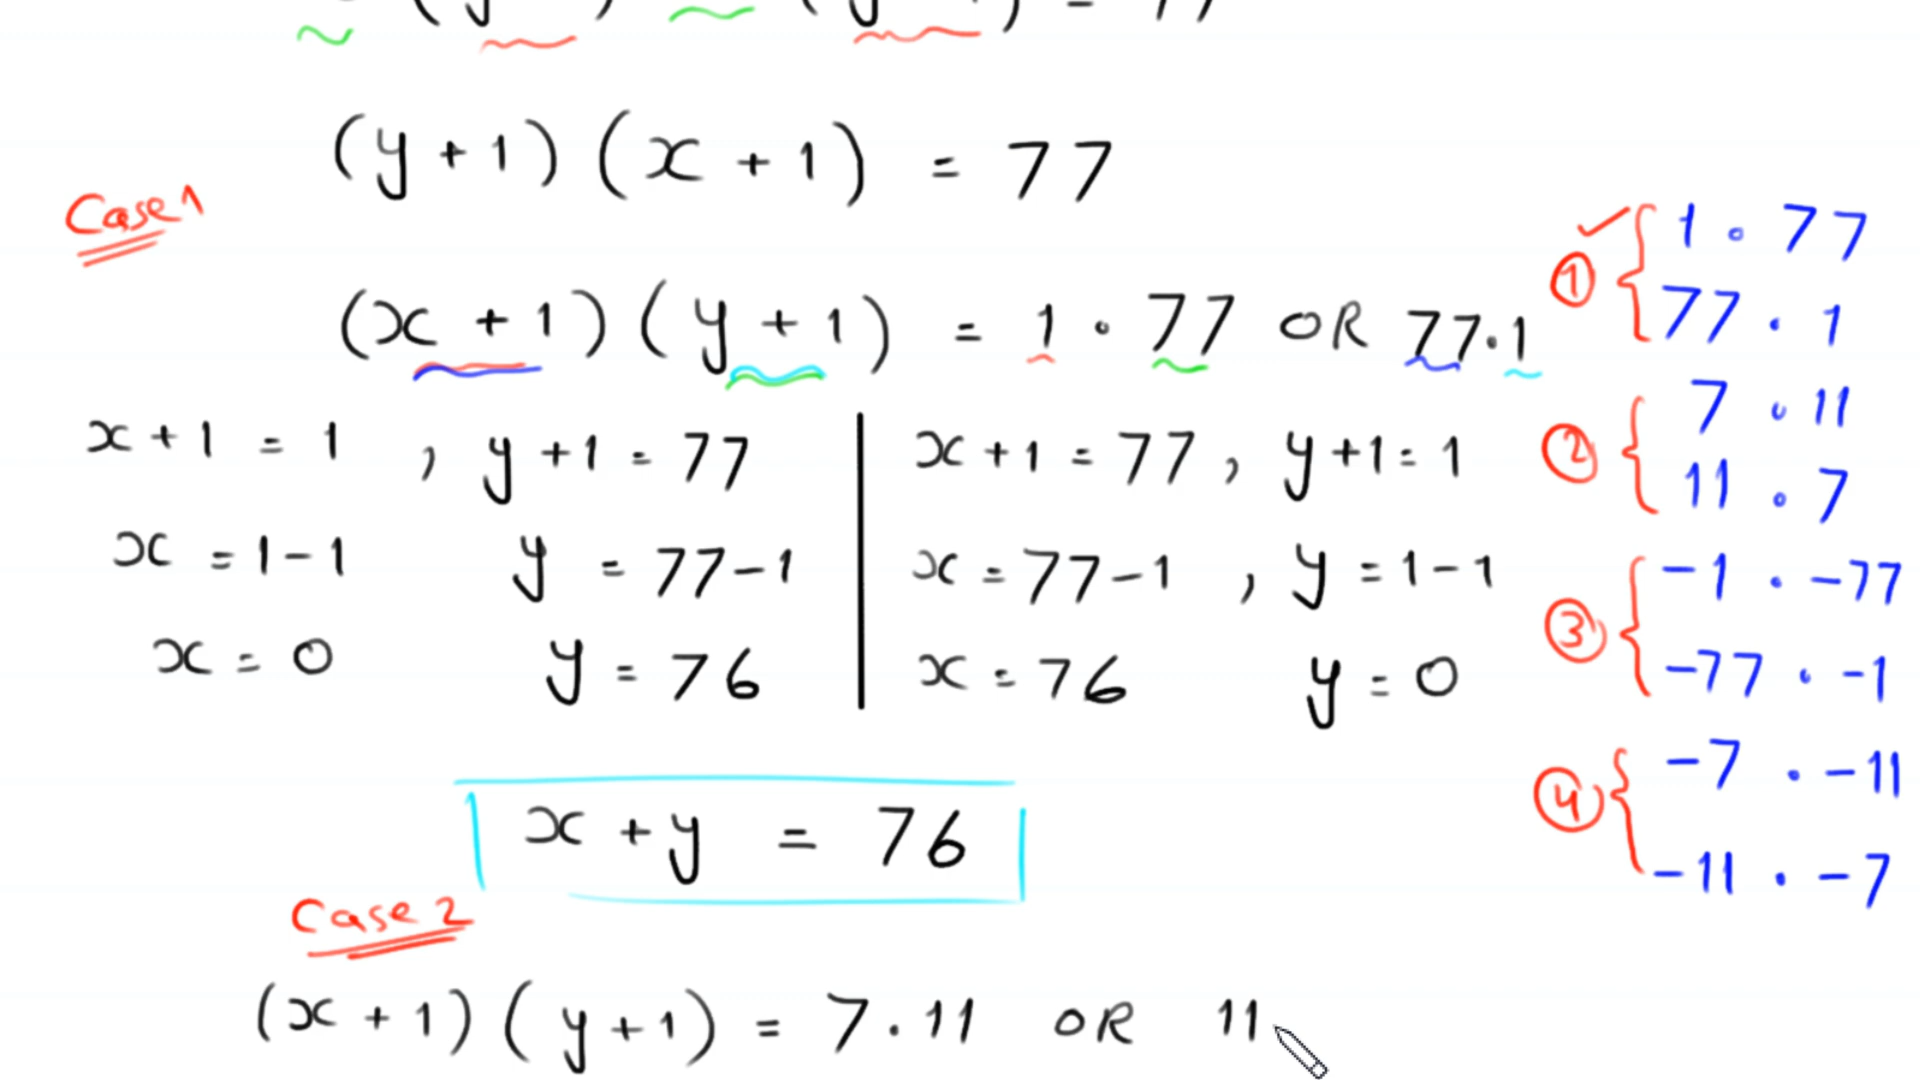 = 77
(y + 1) (x + 1) = 77
Case 1
(x + 1) (y + 1) = 1 · 77 OR 77·1
x + 1 = 1 , y + 1 = 77
x = 1 - 1 y = 77 - 1
x = 0 y = 76
x + 1 = 77 , y + 1 = 1
x = 77 - 1 , y = 1 - 1
x = 76 y = 0
x + y = 76
Case 2
(x + 1) (y + 1) = 7 · 11 OR 11
① 1 · 77
77 · 1
② 7 · 11
11 · 7
③ -1 · -77
-77 · -1
④ -7 · -11
-11 · -7